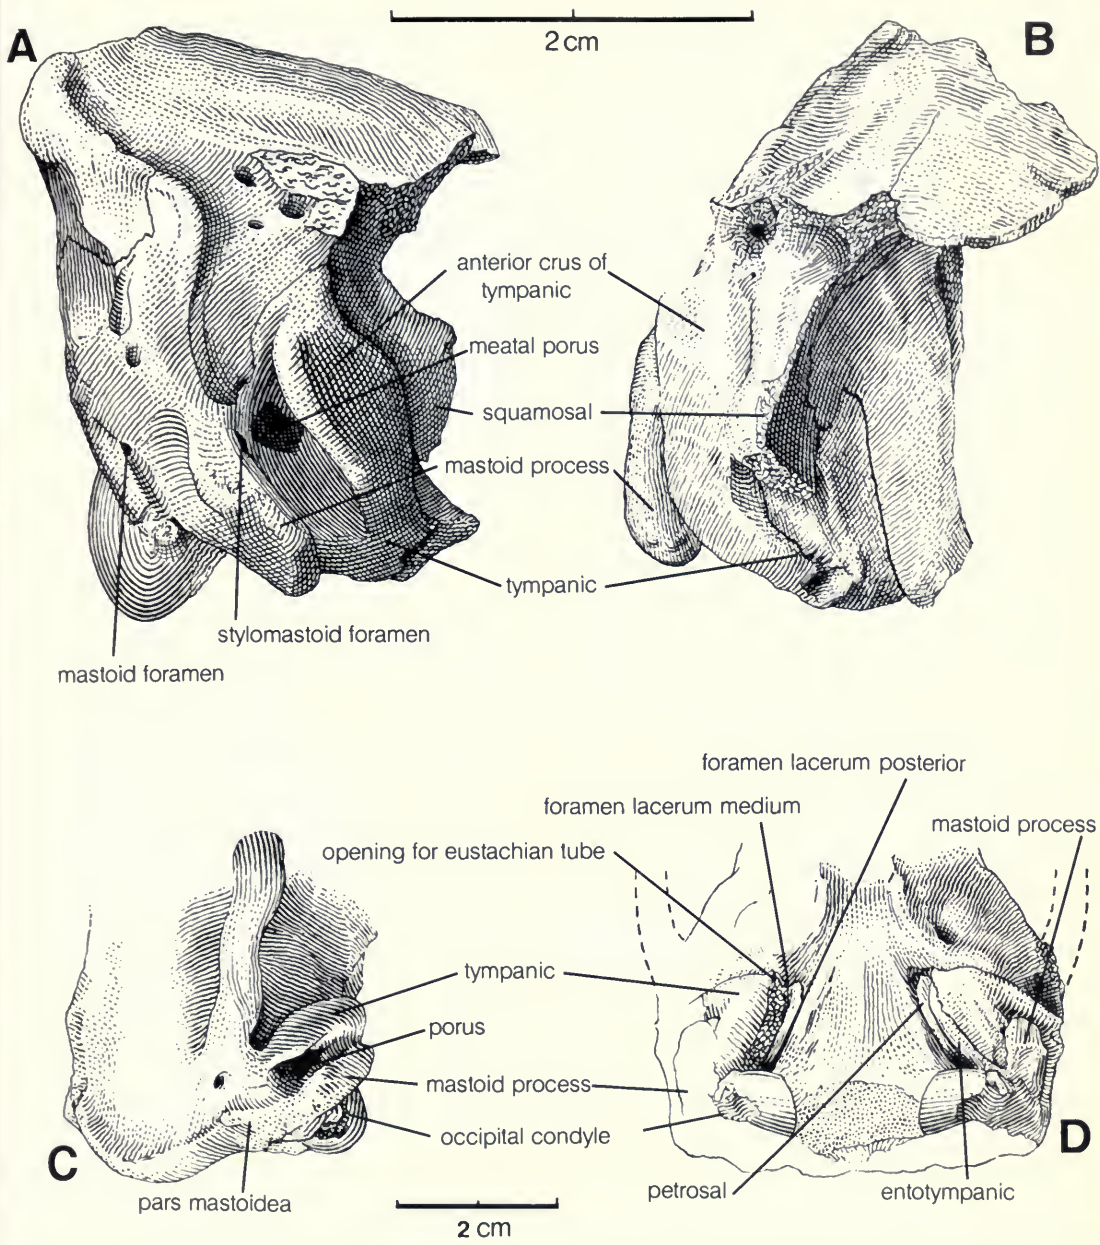 A
2 cm
B
anterior crus of
tympanic
meatal porus
squamosal
mastoid process
tympanic
stylomastoid foramen
mastoid foramen
foramen lacerum posterior
foramen lacerum medium
mastoid process
opening for eustachian tube
tympanic
porus
mastoid process
occipital condyle
C
D
pars mastoidea
petrosal
entotympanic
2 cm